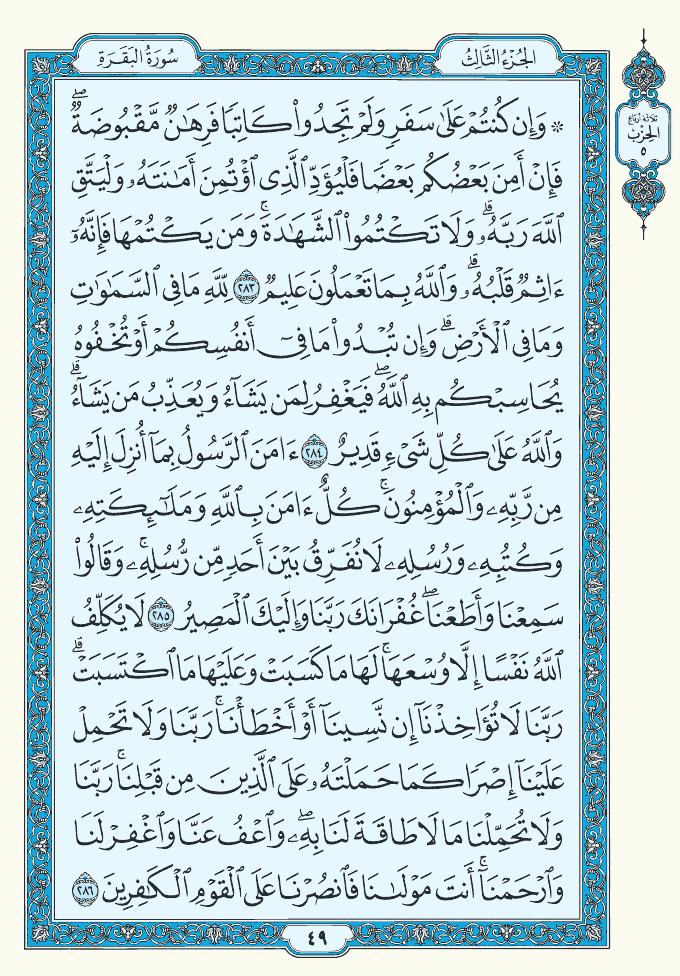 الجُزْءُ الثَّالِثُ
سُورَةُ البَقَرَةِ
ثلاثة أرباع
الحزب
٥
۞ وَإِن كُنتُمْ عَلَىٰ سَفَرٍ وَلَمْ تَجِدُوا۟ كَاتِبًا فَرِهَـٰنٌ مَّقْبُوضَةٌ ۖ
فَإِنْ أَمِنَ بَعْضُكُم بَعْضًا فَلْيُؤَدِّ ٱلَّذِى ٱؤْتُمِنَ أَمَـٰنَتَهُۥ وَلْيَتَّقِ
ٱللَّهَ رَبَّهُۥ ۗ وَلَا تَكْتُمُوا۟ ٱلشَّهَـٰدَةَ ۚ وَمَن يَكْتُمْهَا فَإِنَّهُۥٓ
ءَاثِمٌ قَلْبُهُۥ ۗ وَٱللَّهُ بِمَا تَعْمَلُونَ عَلِيمٌ ٢٨٣ لِّلَّهِ مَا فِى ٱلسَّمَـٰوَٰتِ
وَمَا فِى ٱلْأَرْضِ ۗ وَإِن تُبْدُوا۟ مَا فِىٓ أَنفُسِكُمْ أَوْ تُخْفُوهُ
يُحَاسِبْكُم بِهِ ٱللَّهُ ۖ فَيَغْفِرُ لِمَن يَشَآءُ وَيُعَذِّبُ مَن يَشَآءُ ۗ
وَٱللَّهُ عَلَىٰ كُلِّ شَىْءٍ قَدِيرٌ ٢٨٤ ءَامَنَ ٱلرَّسُولُ بِمَآ أُنزِلَ إِلَيْهِ
مِن رَّبِّهِۦ وَٱلْمُؤْمِنُونَ ۚ كُلٌّ ءَامَنَ بِٱللَّهِ وَمَلَـٰٓئِكَتِهِۦ
وَكُتُبِهِۦ وَرُسُلِهِۦ لَا نُفَرِّقُ بَيْنَ أَحَدٍ مِّن رُّسُلِهِۦ ۚ وَقَالُوا۟
سَمِعْنَا وَأَطَعْنَا ۖ غُفْرَانَكَ رَبَّنَا وَإِلَيْكَ ٱلْمَصِيرُ ٢٨٥ لَا يُكَلِّفُ
ٱللَّهُ نَفْسًا إِلَّا وُسْعَهَا ۚ لَهَا مَا كَسَبَتْ وَعَلَيْهَا مَا ٱكْتَسَبَتْ ۗ
رَبَّنَا لَا تُؤَاخِذْنَآ إِن نَّسِينَآ أَوْ أَخْطَأْنَا ۚ رَبَّنَا وَلَا تَحْمِلْ
عَلَيْنَآ إِصْرًا كَمَا حَمَلْتَهُۥ عَلَى ٱلَّذِينَ مِن قَبْلِنَا ۚ رَبَّنَا
وَلَا تُحَمِّلْنَا مَا لَا طَاقَةَ لَنَا بِهِۦ ۖ وَٱعْفُ عَنَّا وَٱغْفِرْ لَنَا
وَٱرْحَمْنَآ ۚ أَنتَ مَوْلَىٰنَا فَٱنصُرْنَا عَلَى ٱلْقَوْمِ ٱلْكَـٰفِرِينَ ٢٨٦
٤٩